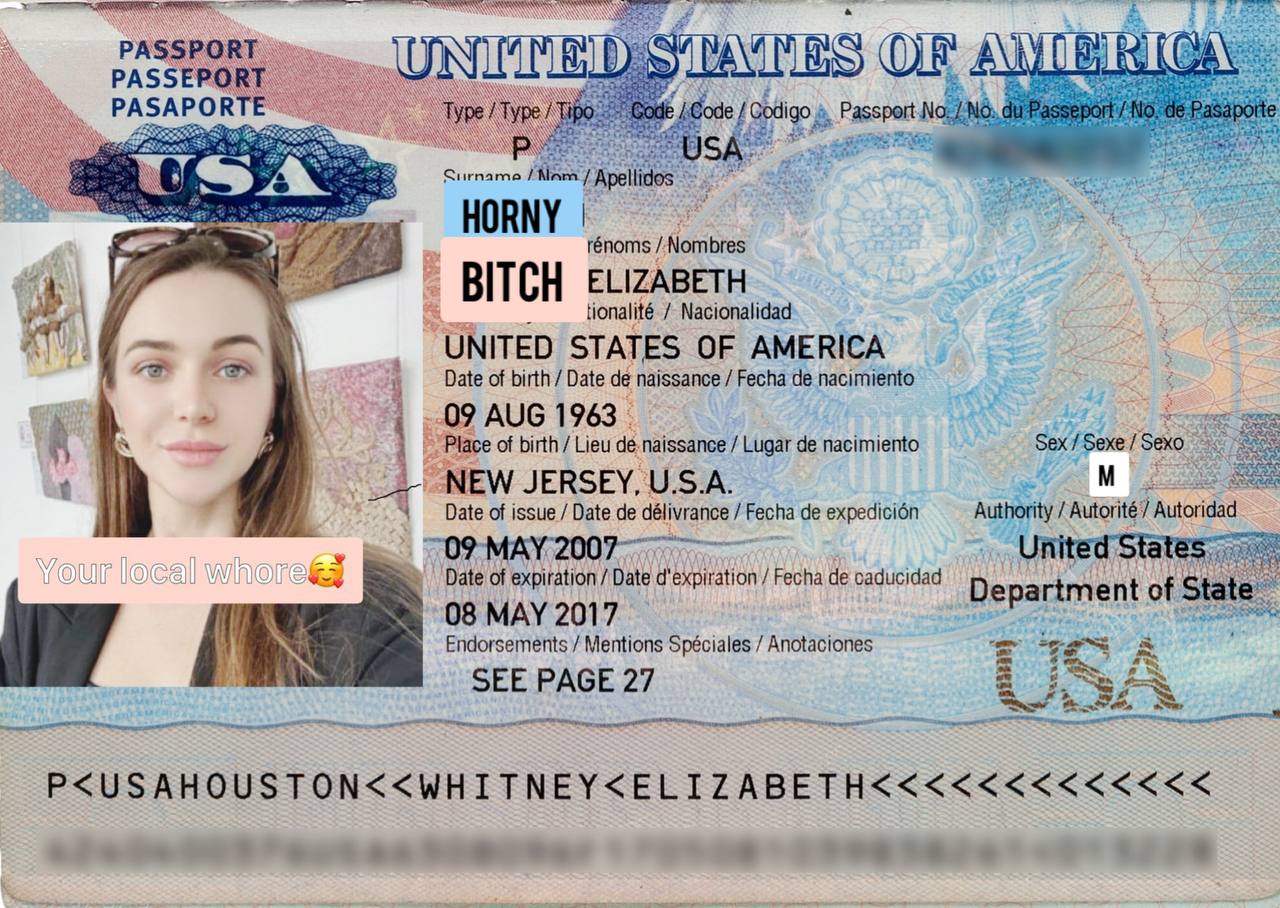 PASSPORT
PASSEPORT
PASAPORTE
USA
UNITED STATES OF AMERICA
Type / Type / Tipo Code / Code / Codigo Passport No. / No. du Passeport / No. de Pasaporte
P USA
Surname / Nom / Apellidos
HORNY
rénoms / Nombres
BITCH ELIZABETH
tionalité / Nacionalidad
UNITED STATES OF AMERICA
Date of birth / Date de naissance / Fecha de nacimiento
09 AUG 1963
Place of birth / Lieu de naissance / Lugar de nacimiento
Sex / Sexe / Sexo
NEW JERSEY, U.S.A.
M
Date of issue / Date de délivrance / Fecha de expedición
Authority / Autorité / Autoridad
09 MAY 2007
United States
Date of expiration / Date d'expiration / Fecha de caducidad
Department of State
08 MAY 2017
Endorsements / Mentions Spéciales / Anotaciones
SEE PAGE 27
USA
Your local whore🥰
P<USAHOUSTON<<WHITNEY<ELIZABETH<<<<<<<<<<<<<